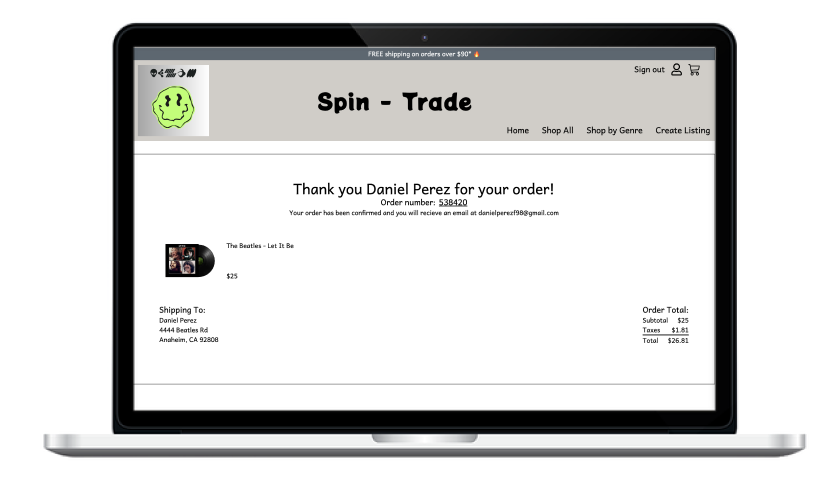 FREE shipping on orders over $90* 🔥
Sign out
Spin - Trade
Home Shop All Shop by Genre Create Listing
Thank you Daniel Perez for your order!
Order number: 538420
Your order has been confirmed and you will recieve an email at danielperezf98@gmail.com
The Beatles - Let It Be
$25
Shipping To:
Daniel Perez
4444 Beatles Rd
Anaheim, CA 92808
Order Total:
Subtotal $25
Taxes $1.81
Total $26.81